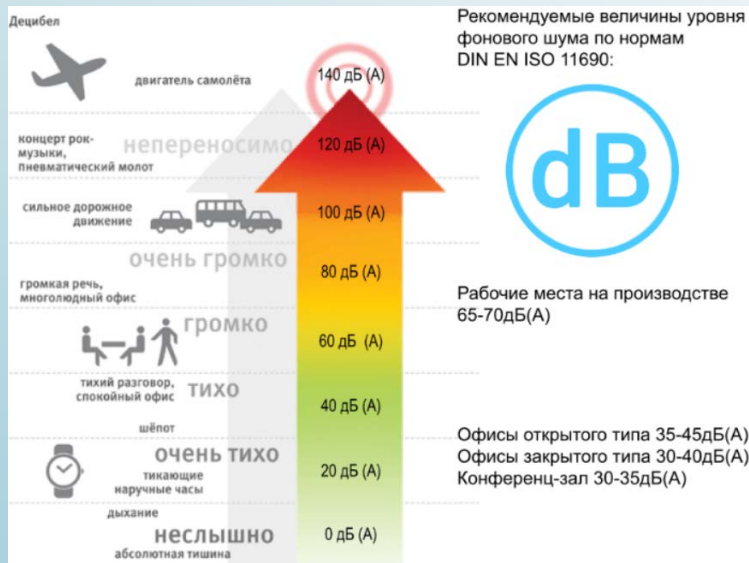 Децибел
двигатель самолёта
140 дБ (А)
концерт рок-
музыки,
пневматический молот
непереносимо
120 дБ (А)
сильное дорожное
движение
100 дБ (А)
очень громко
80 дБ (А)
громкая речь,
многолюдный офис
громко
60 дБ (А)
тихий разговор,
спокойный офис
тихо
40 дБ (А)
шёпот
очень тихо
тикающие
наручные часы
20 дБ (А)
дыхание
неслышно
абсолютная тишина
0 дБ (А)
Рекомендуемые величины уровня
фонового шума по нормам
DIN EN ISO 11690:
dB
Рабочие места на производстве
65-70дБ(А)
Офисы открытого типа 35-45дБ(А)
Офисы закрытого типа 30-40дБ(А)
Конференц-зал 30-35дБ(А)